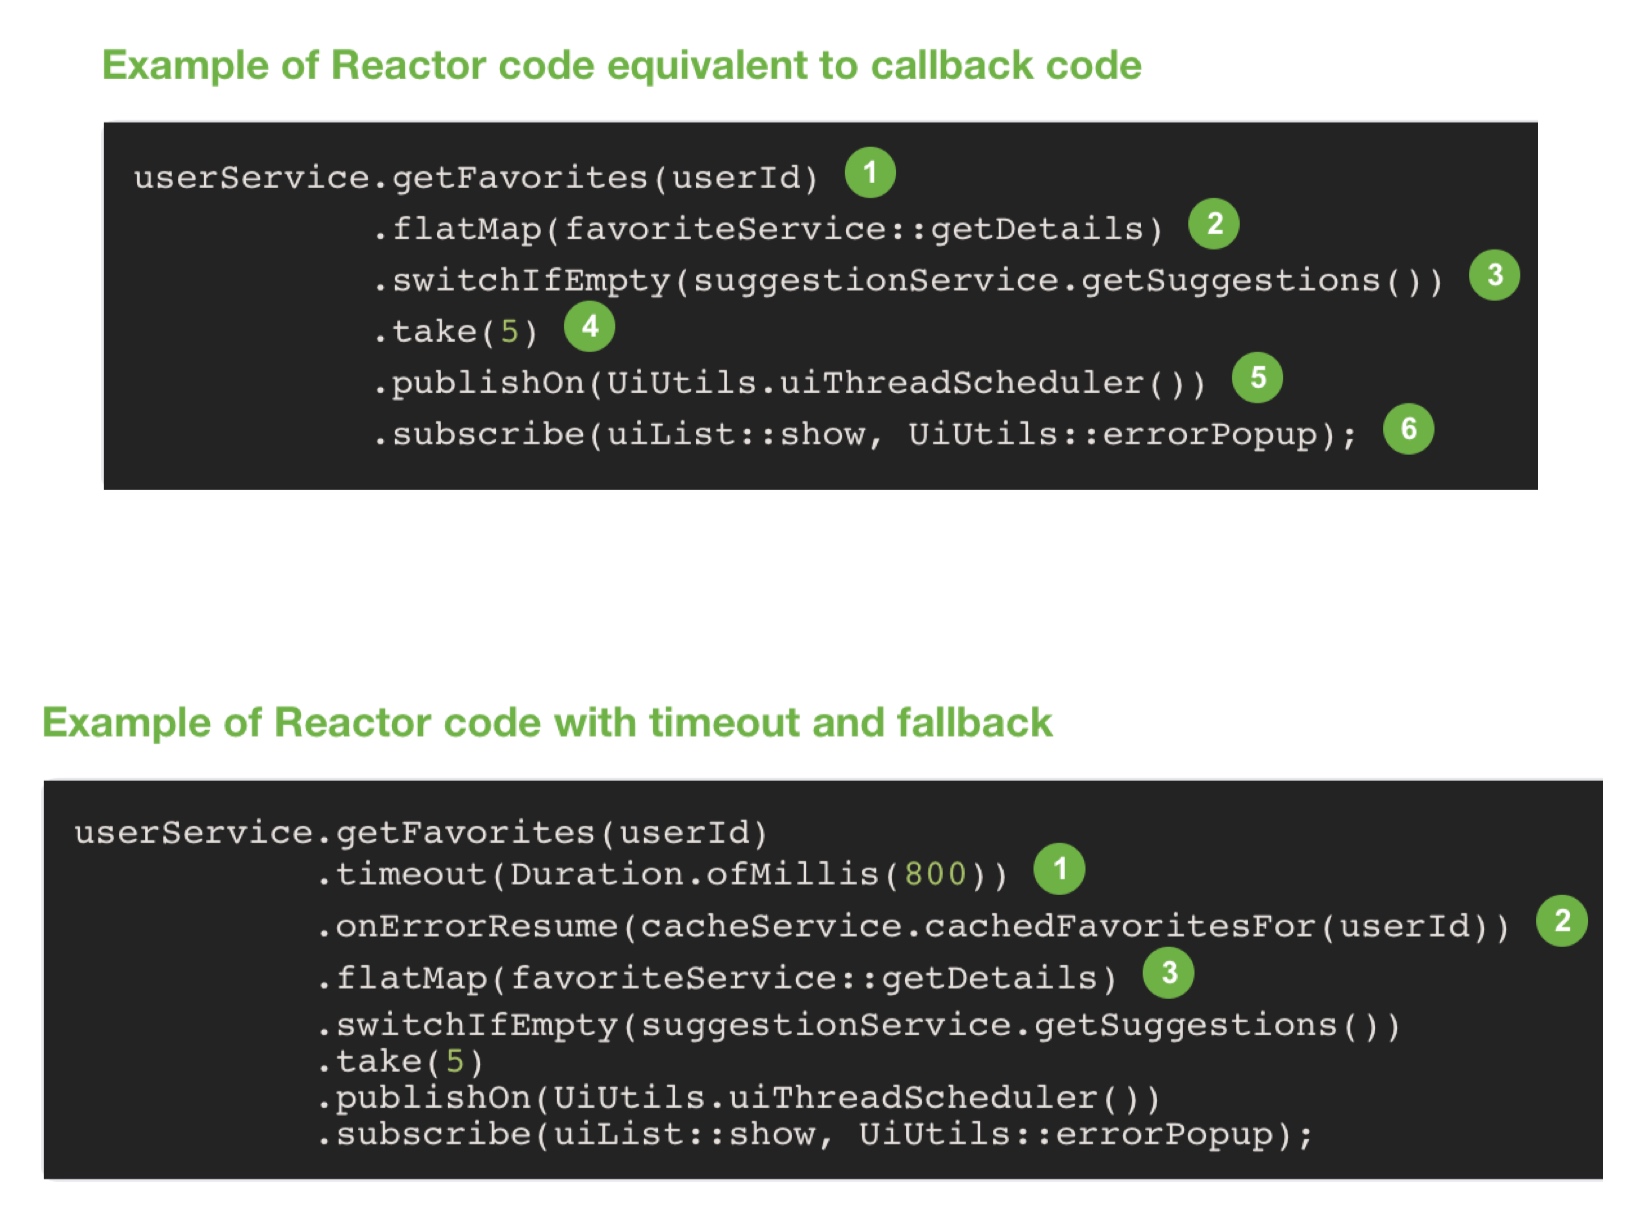 Example of Reactor code equivalent to callback code
userService.getFavorites(userId) 1
.flatMap(favoriteService::getDetails) 2
.switchIfEmpty(suggestionService.getSuggestions()) 3
.take(5) 4
.publishOn(UiUtils.uiThreadScheduler()) 5
.subscribe(uiList::show, UiUtils::errorPopup); 6
Example of Reactor code with timeout and fallback
userService.getFavorites(userId)
.timeout(Duration.ofMillis(800)) 1
.onErrorResume(cacheService.cachedFavoritesFor(userId)) 2
.flatMap(favoriteService::getDetails) 3
.switchIfEmpty(suggestionService.getSuggestions())
.take(5)
.publishOn(UiUtils.uiThreadScheduler())
.subscribe(uiList::show, UiUtils::errorPopup);